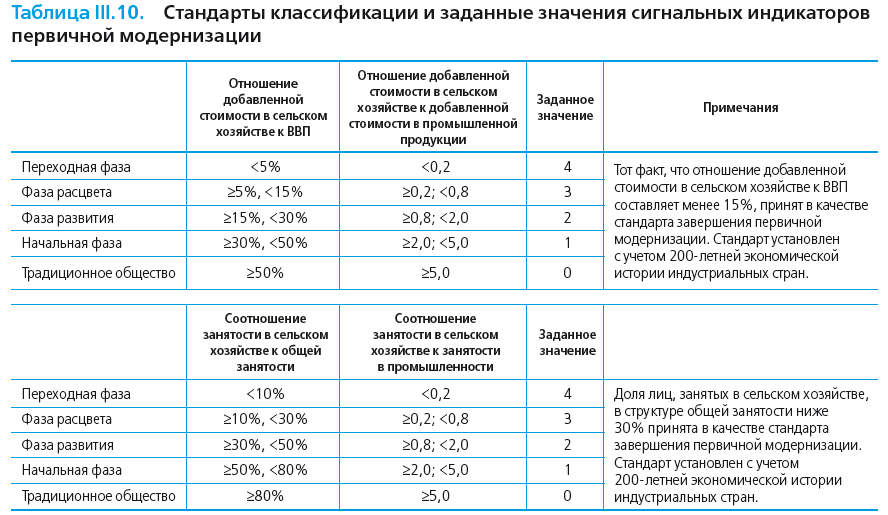 Таблица III.10. Стандарты классификации и заданные значения сигнальных индикаторов
первичной модернизации
Отношение
добавленной
стоимости в сельском
хозяйстве к ВВП
Отношение добавленной
стоимости в сельском
хозяйстве к добавленной
стоимости в промышленной
продукции
Заданное
значение
Примечания
Переходная фаза <5% <0,2 4
Фаза расцвета ≥5%, <15% ≥0,2; <0,8 3
Фаза развития ≥15%, <30% ≥0,8; <2,0 2
Начальная фаза ≥30%, <50% ≥2,0; <5,0 1
Традиционное общество ≥50% ≥5,0 0
Тот факт, что отношение добавленной
стоимости в сельском хозяйстве к ВВП
составляет менее 15%, принят в качестве
стандарта завершения первичной
модернизации. Стандарт установлен
с учетом 200-летней экономической
истории индустриальных стран.
Соотношение
занятости в сельском
хозяйстве к общей
занятости
Соотношение
занятости в сельском
хозяйстве к занятости
в промышленности
Заданное
значение
Переходная фаза <10% <0,2 4
Фаза расцвета ≥10%, <30% ≥0,2; <0,8 3
Фаза развития ≥30%, <50% ≥0,8; <2,0 2
Начальная фаза ≥50%, <80% ≥2,0; <5,0 1
Традиционное общество ≥80% ≥5,0 0
Доля лиц, занятых в сельском хозяйстве,
в структуре общей занятости ниже
30% принята в качестве стандарта
завершения первичной модернизации.
Стандарт установлен с учетом
200-летней экономической истории
индустриальных стран.